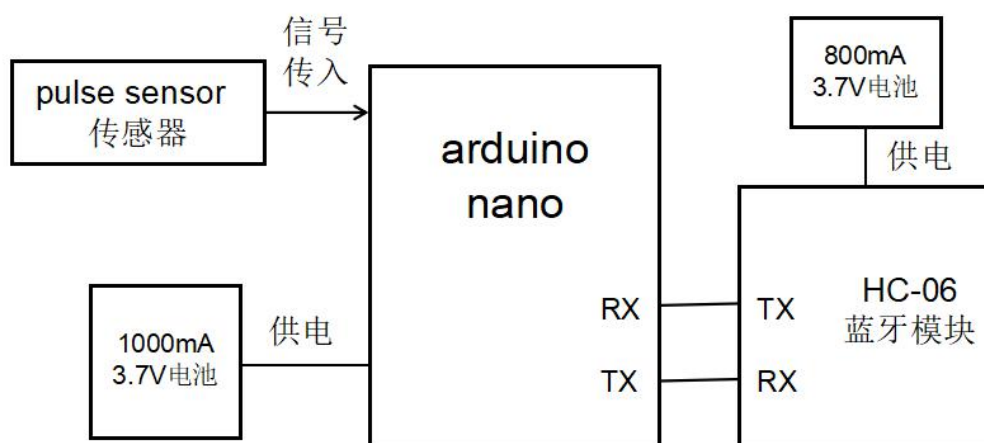 pulse sensor
传感器
信号
传入
arduino
nano
800mA
3.7V电池
供电
1000mA
3.7V电池
供电
RX
TX
TX
RX
HC-06
蓝牙模块